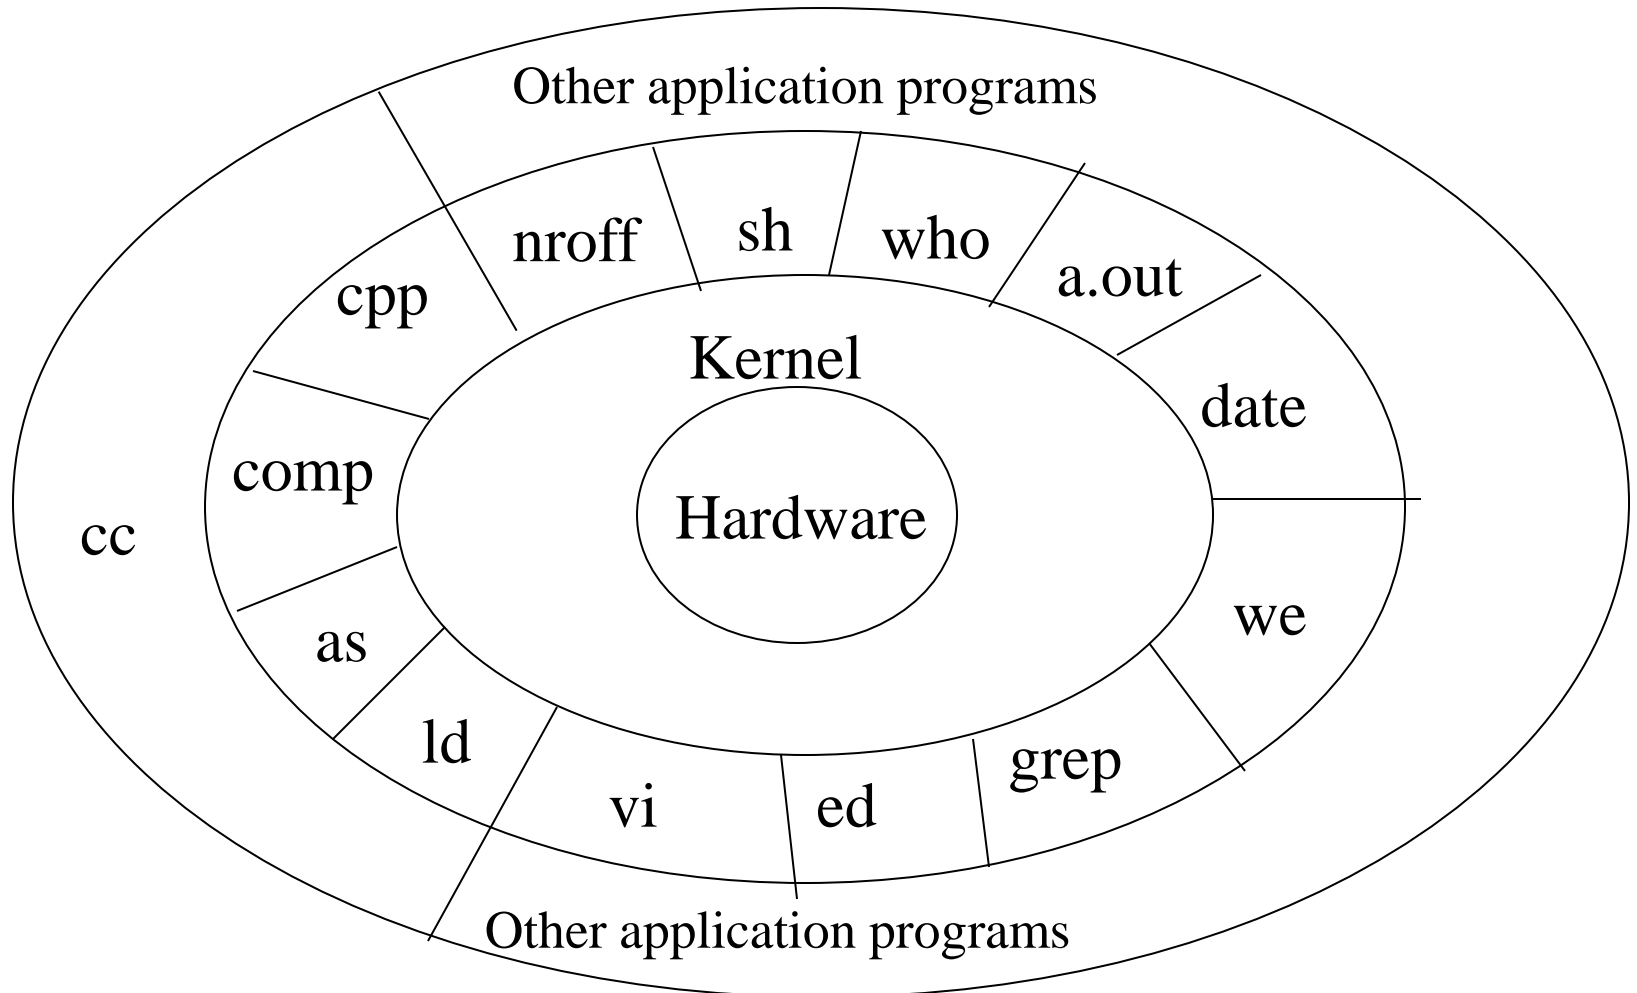 Other application programs
nroff
sh
who
a.out
cpp
Kernel
date
comp
Hardware
cc
we
as
ld
grep
vi
ed
Other application programs